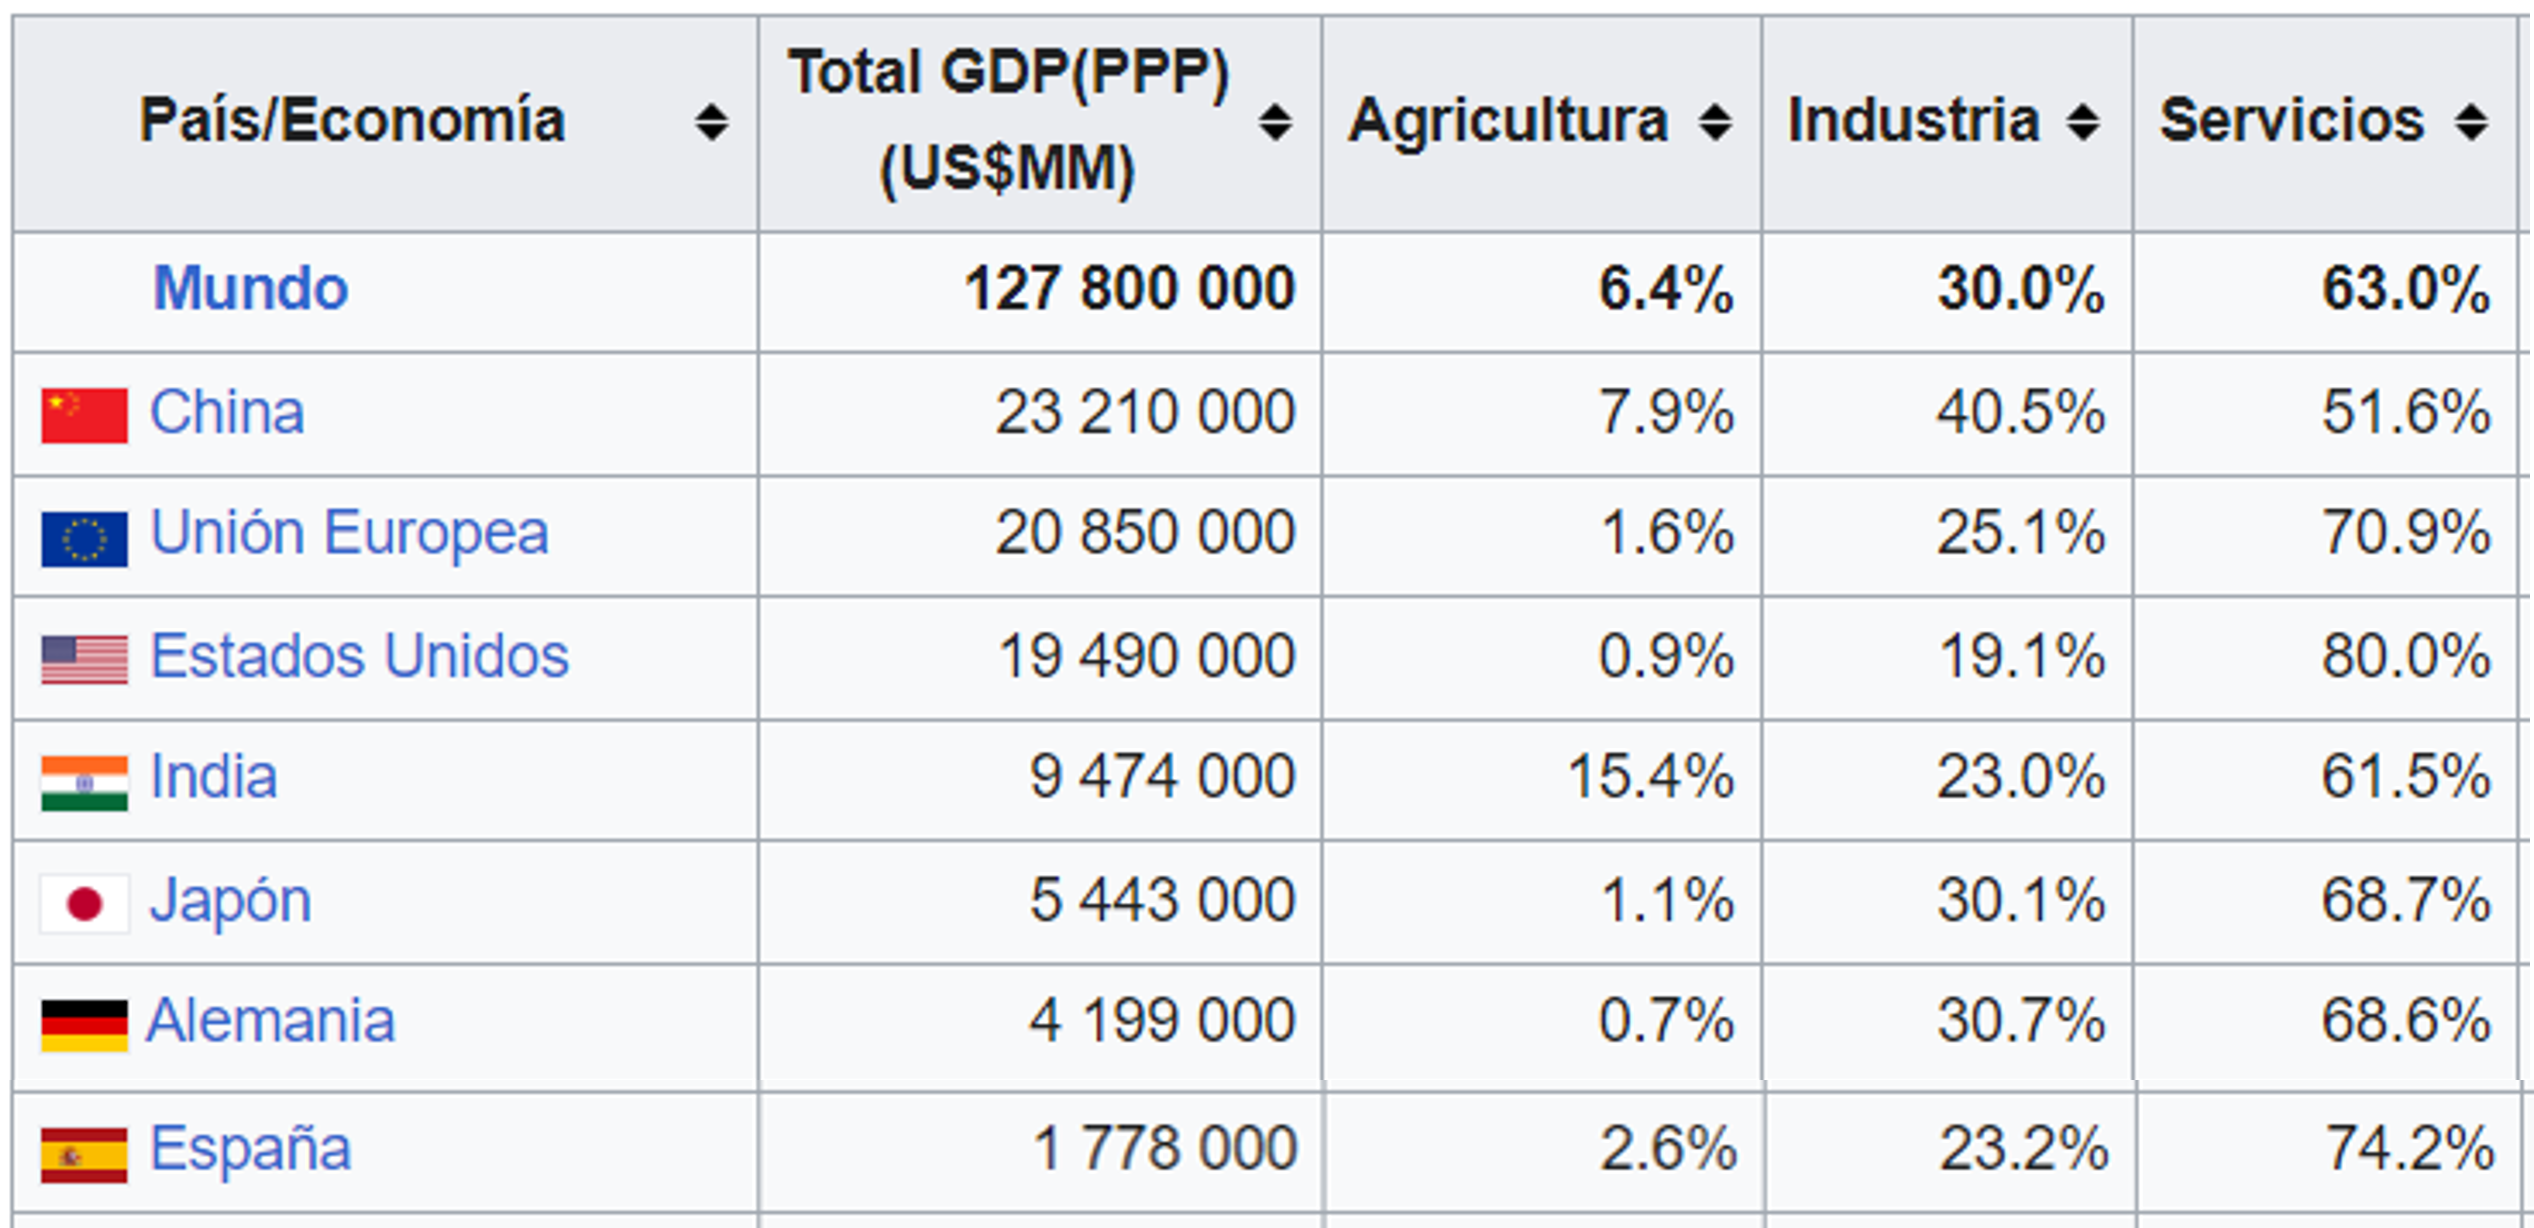 País/Economía Total GDP(PPP) (US$MM) Agricultura Industria Servicios
Mundo 127 800 000 6.4% 30.0% 63.0%
China 23 210 000 7.9% 40.5% 51.6%
Unión Europea 20 850 000 1.6% 25.1% 70.9%
Estados Unidos 19 490 000 0.9% 19.1% 80.0%
India 9 474 000 15.4% 23.0% 61.5%
Japón 5 443 000 1.1% 30.1% 68.7%
Alemania 4 199 000 0.7% 30.7% 68.6%
España 1 778 000 2.6% 23.2% 74.2%